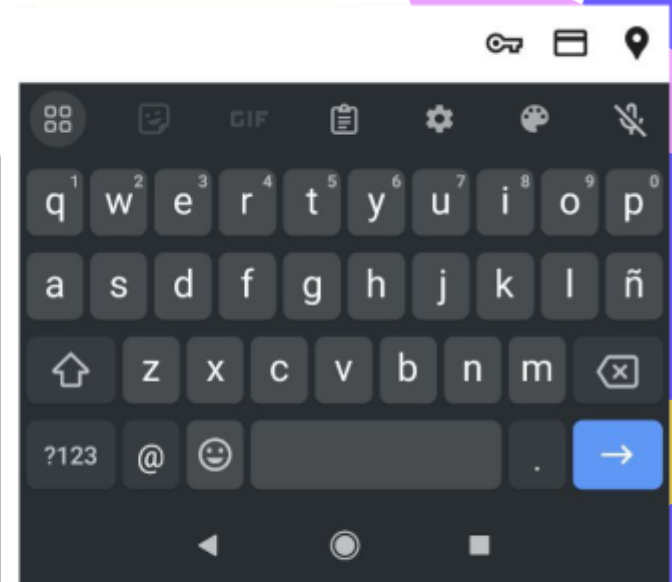 GIF
q1 w2 e3 r4 t5 y6 u7 i8 o9 p0
a s d f g h j k l ñ
z x c v b n m
?123 @ .